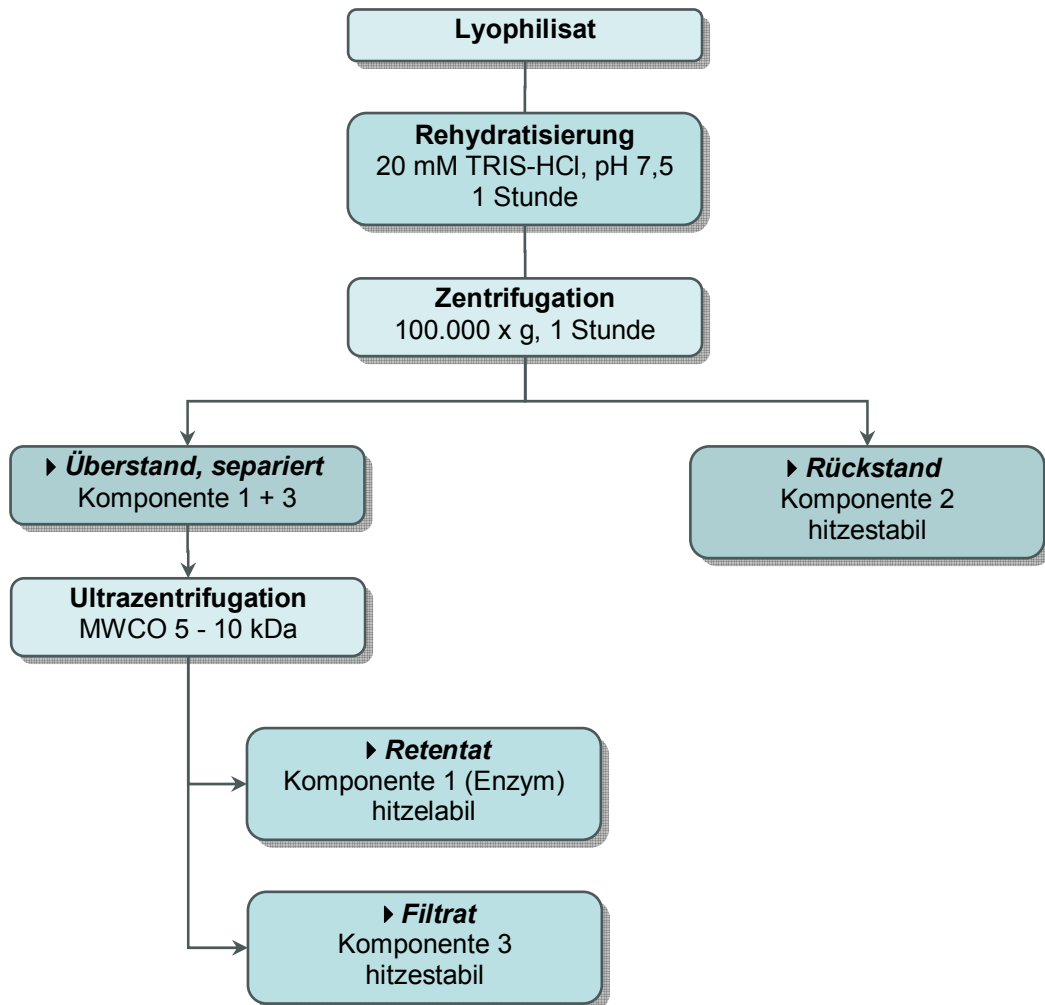 Lyophilisat
Rehydratisierung
20 mM TRIS-HCl, pH 7,5
1 Stunde
Zentrifugation
100.000 x g, 1 Stunde
Überstand, separiert
Komponente 1 + 3
Rückstand
Komponente 2
hitzestabil
Ultrazentrifugation
MWCO 5 - 10 kDa
Retentat
Komponente 1 (Enzym)
hitzelabil
Filtrat
Komponente 3
hitzestabil